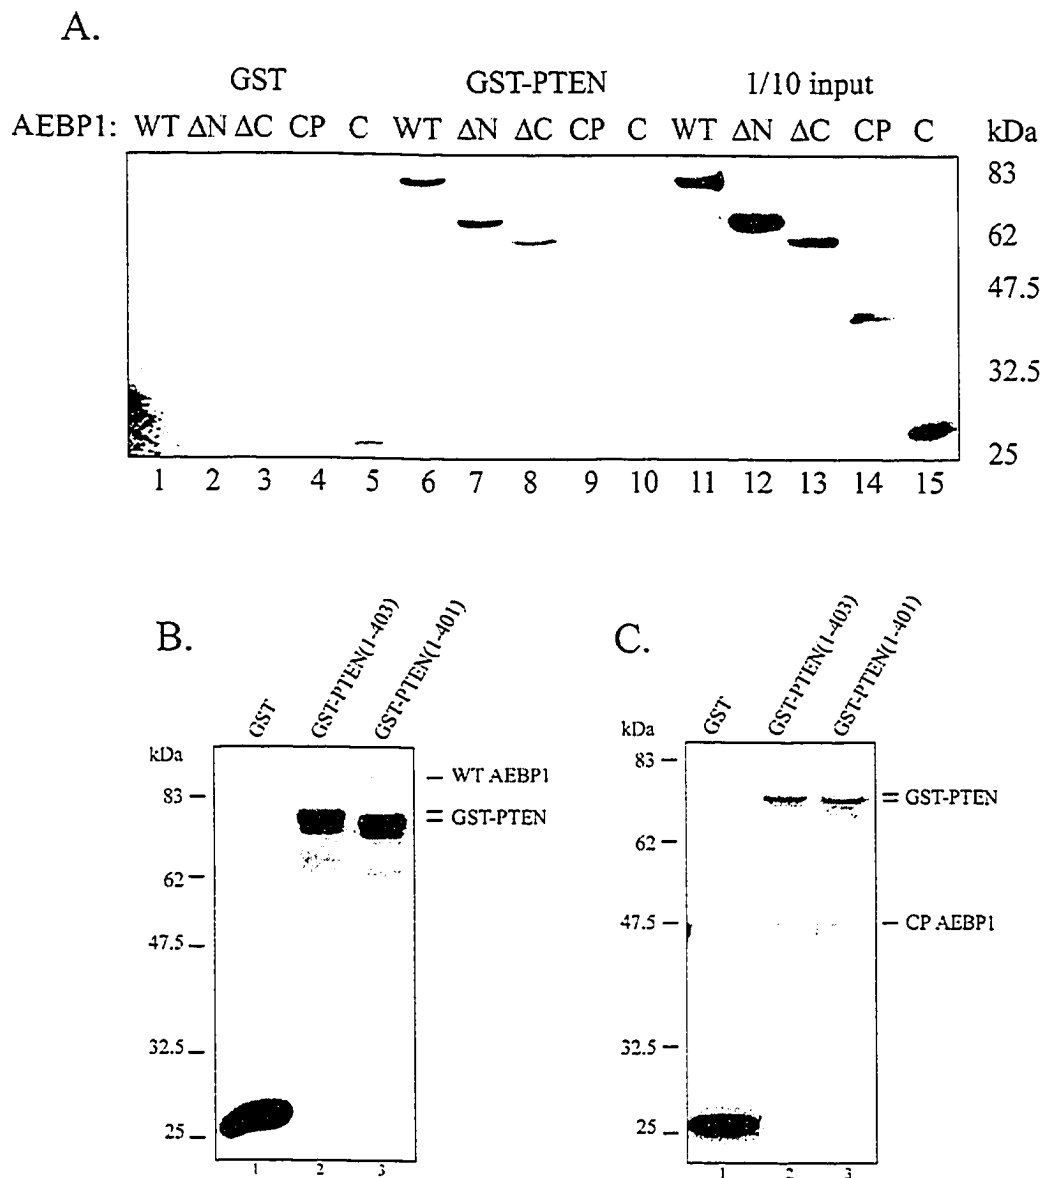 A.
GST GST-PTEN 1/10 input
AEBP1: WT ΔN ΔC CP C WT ΔN ΔC CP C WT ΔN ΔC CP C kDa
83
62
47.5
32.5
25
1 2 3 4 5 6 7 8 9 10 11 12 13 14 15
B.
GST
GST-PTEN(1-403)
GST-PTEN(1-401)
kDa
WT AEBP1
83
GST-PTEN
62
47.5
32.5
25
1 2 3
C.
GST
GST-PTEN(1-403)
GST-PTEN(1-401)
kDa
83
GST-PTEN
62
47.5
CP AEBP1
32.5
25
1 2 3